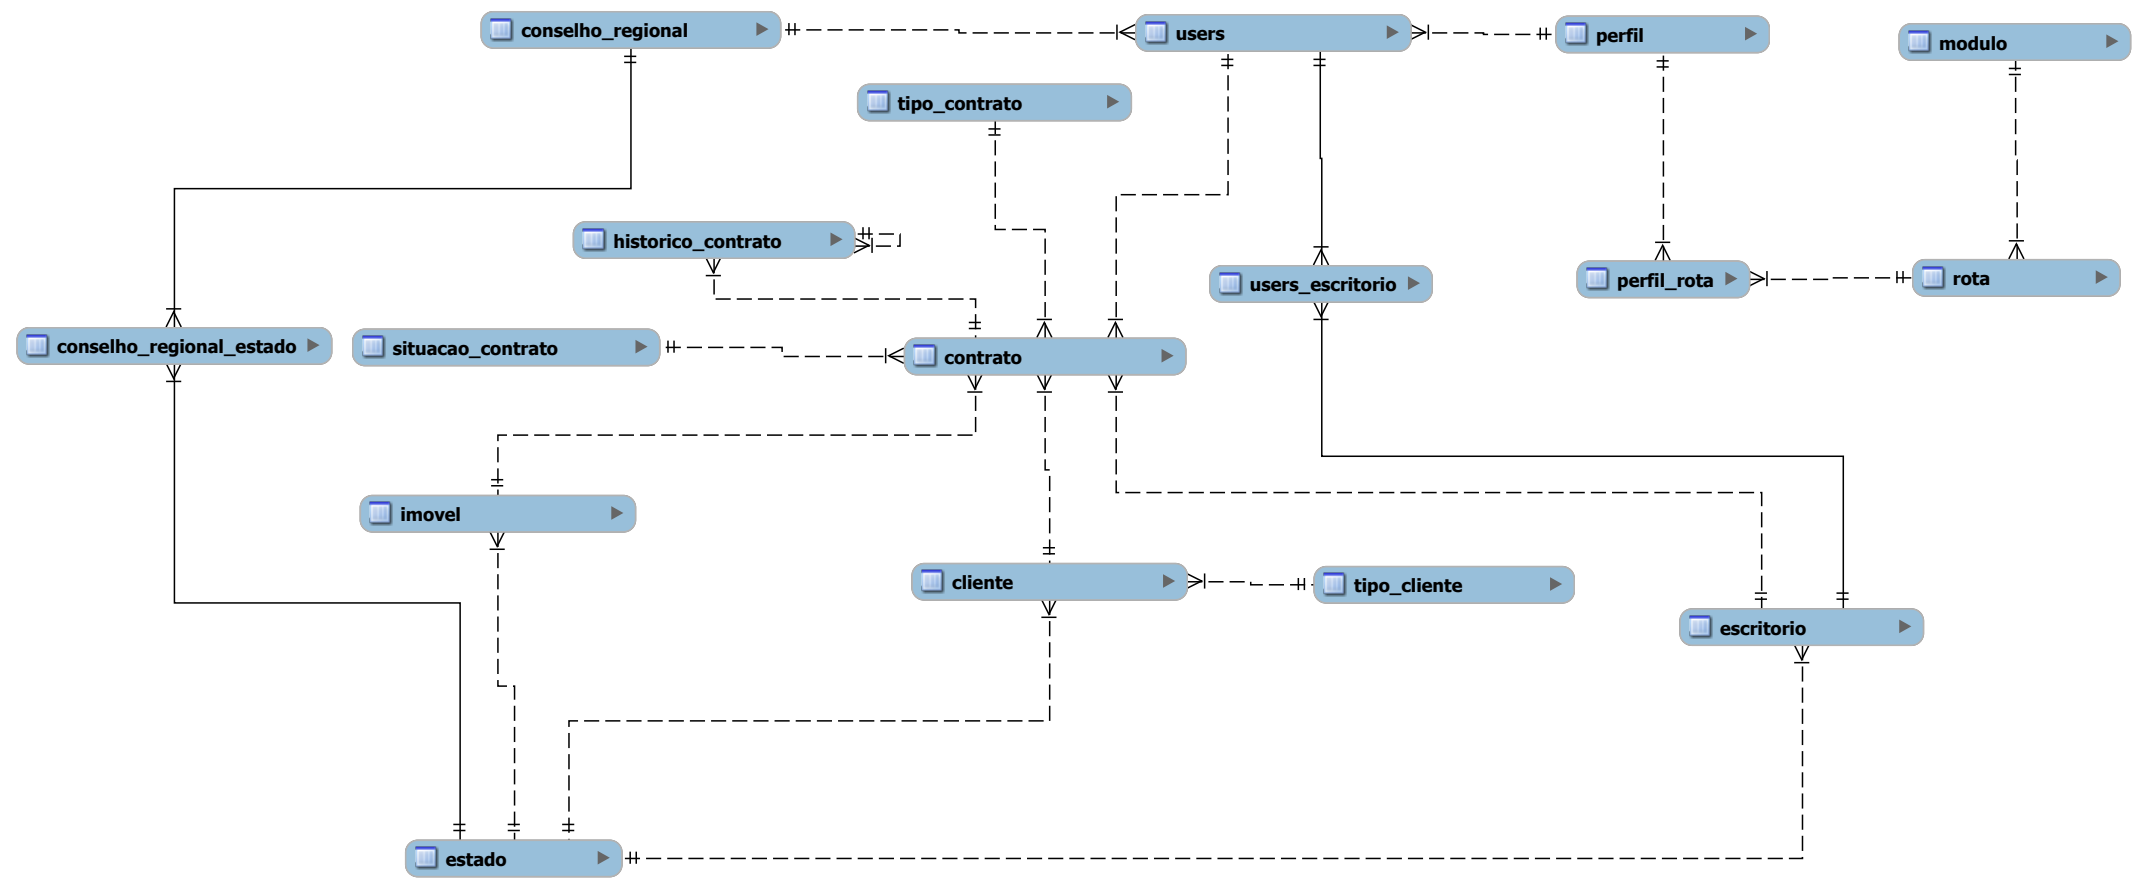 conselho_regional
users
perfil
modulo
tipo_contrato
historico_contrato
users_escritorio
perfil_rota
rota
conselho_regional_estado
situacao_contrato
contrato
imovel
cliente
tipo_cliente
escritorio
estado